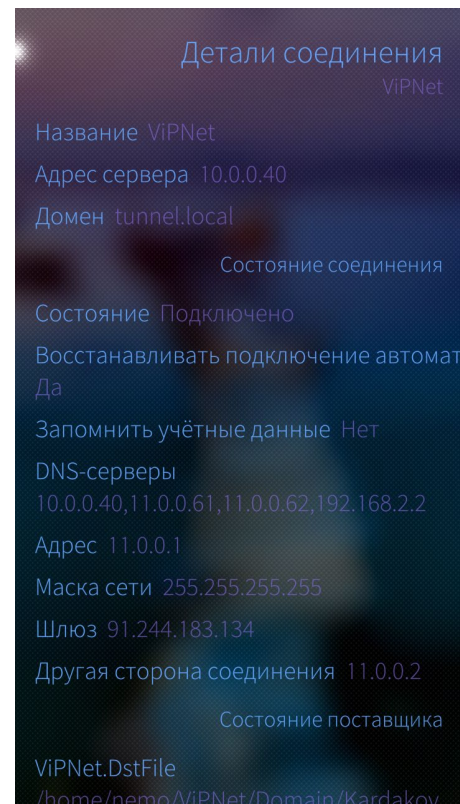 Детали соединения
ViPNet
Название ViPNet
Адрес сервера 10.0.0.40
Домен tunnel.local
Состояние соединения
Состояние Подключено
Восстанавливать подключение автомат
Да
Запомнить учётные данные Нет
DNS-серверы
10.0.0.40,11.0.0.61,11.0.0.62,192.168.2.2
Адрес 11.0.0.1
Маска сети 255.255.255.255
Шлюз 91.244.183.134
Другая сторона соединения 11.0.0.2
Состояние поставщика
ViPNet.DstFile
/home/nemo/ViPNet/Domain/Kardakov